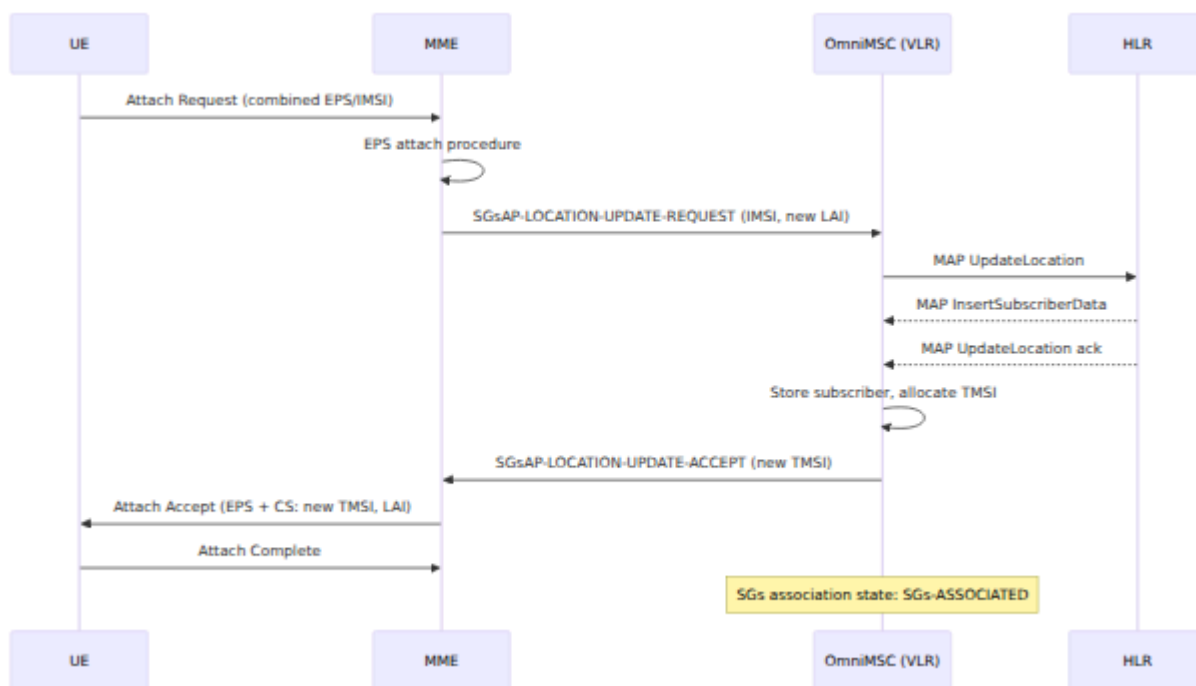 UE
MME
OmniMSC (VLR)
HLR
Attach Request (combined EPS/IMSI)
EPS attach procedure
SGsAP-LOCATION-UPDATE-REQUEST (IMSI, new LAI)
MAP UpdateLocation
MAP InsertSubscriberData
MAP UpdateLocation ack
Store subscriber, allocate TMSI
SGsAP-LOCATION-UPDATE-ACCEPT (new TMSI)
Attach Accept (EPS + CS: new TMSI, LAI)
Attach Complete
SGs association state: SGs-ASSOCIATED
UE
MME
OmniMSC (VLR)
HLR